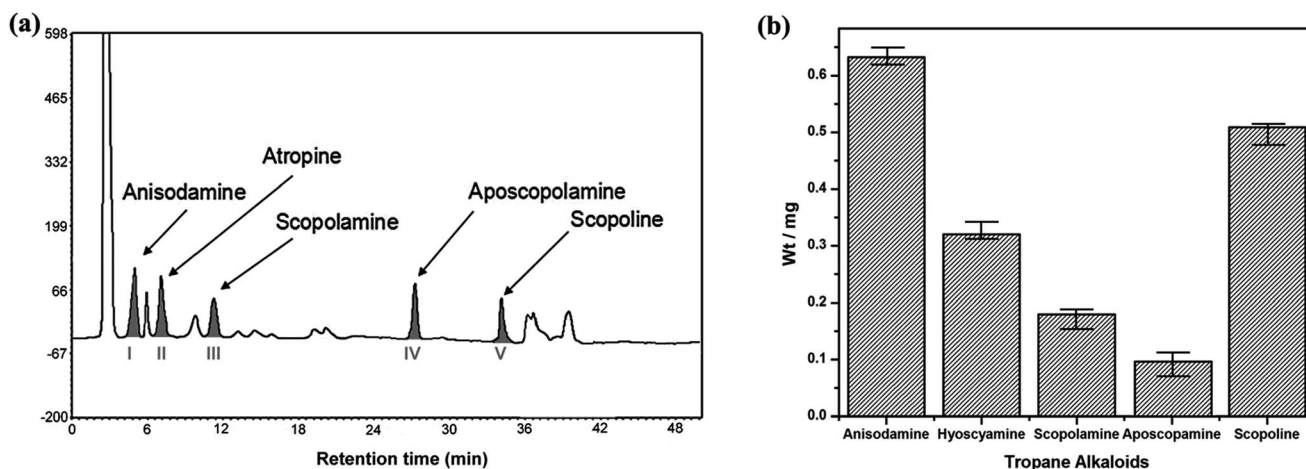 (a)
598
465
332
199
66
-67
-200
Anisodamine
Atropine
Scopolamine
Aposcopolamine
Scopoline
I II III IV V
0 6 12 18 24 30 36 42 48
Retention time (min)
(b)
Wt / mg
0.6
0.5
0.4
0.3
0.2
0.1
0.0
Anisodamine Hyoscyamine Scopolamine Aposcopamine Scopoline
Tropane Alkaloids